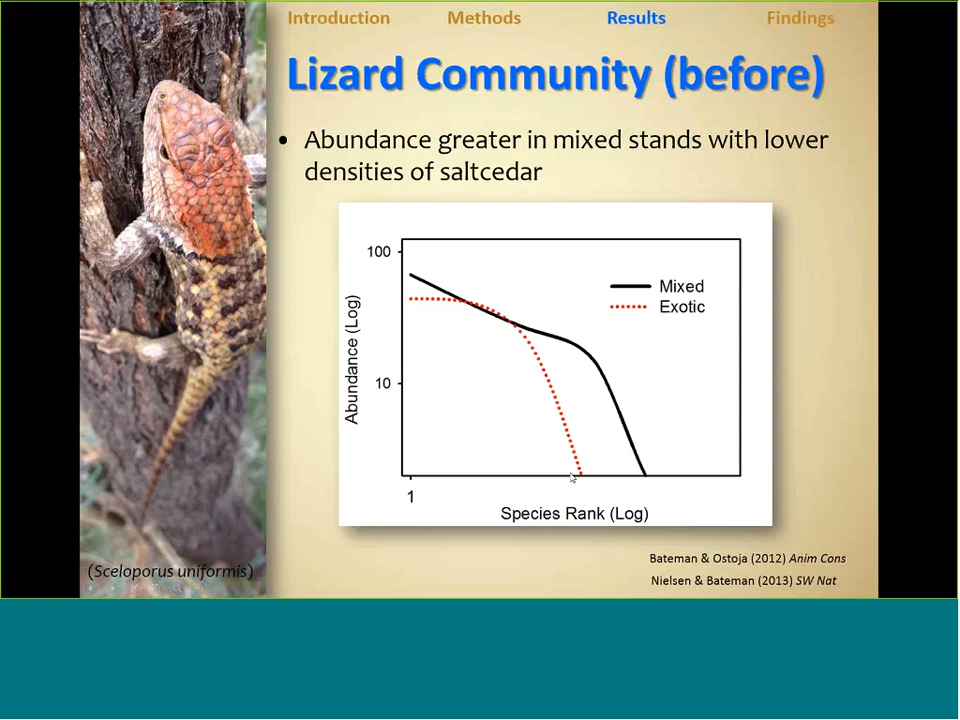 Introduction Methods Results Findings
Lizard Community (before)
• Abundance greater in mixed stands with lower
densities of saltcedar
100
10
Abundance (Log)
Mixed
Exotic
1
Species Rank (Log)
Bateman & Ostoja (2012) Anim Cons
Nielsen & Bateman (2013) SW Nat
(Sceloporus uniformis)